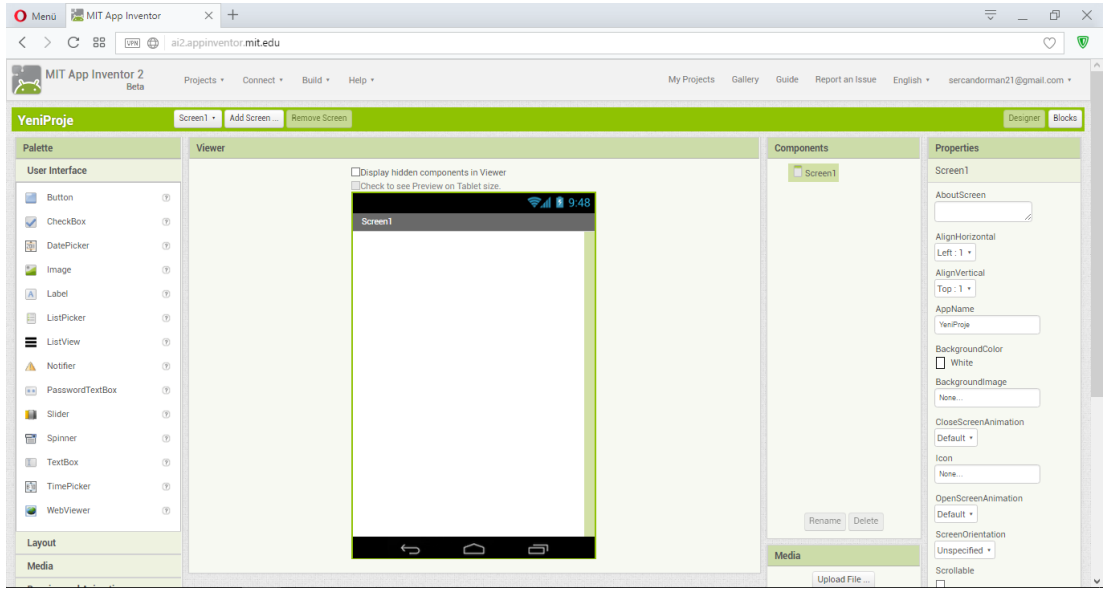 Menü
MIT App Inventor
VPN
ai2.appinventor.mit.edu
MIT App Inventor 2
Beta
Projects
Connect
Build
Help
My Projects
Gallery
Guide
Report an Issue
English
sercandorman21@gmail.com
YeniProje
Screen1
Add Screen ...
Remove Screen
Designer
Blocks
Palette
User Interface
Button
CheckBox
DatePicker
Image
Label
ListPicker
ListView
Notifier
PasswordTextBox
Slider
Spinner
TextBox
TimePicker
WebViewer
Layout
Media
Viewer
Display hidden components in Viewer
Check to see Preview on Tablet size.
9:48
Screen1
Components
Screen1
Rename
Delete
Media
Upload File ...
Properties
Screen1
AboutScreen
AlignHorizontal
Left : 1
AlignVertical
Top : 1
AppName
YeniProje
BackgroundColor
White
BackgroundImage
None...
CloseScreenAnimation
Default
Icon
None...
OpenScreenAnimation
Default
ScreenOrientation
Unspecified
Scrollable